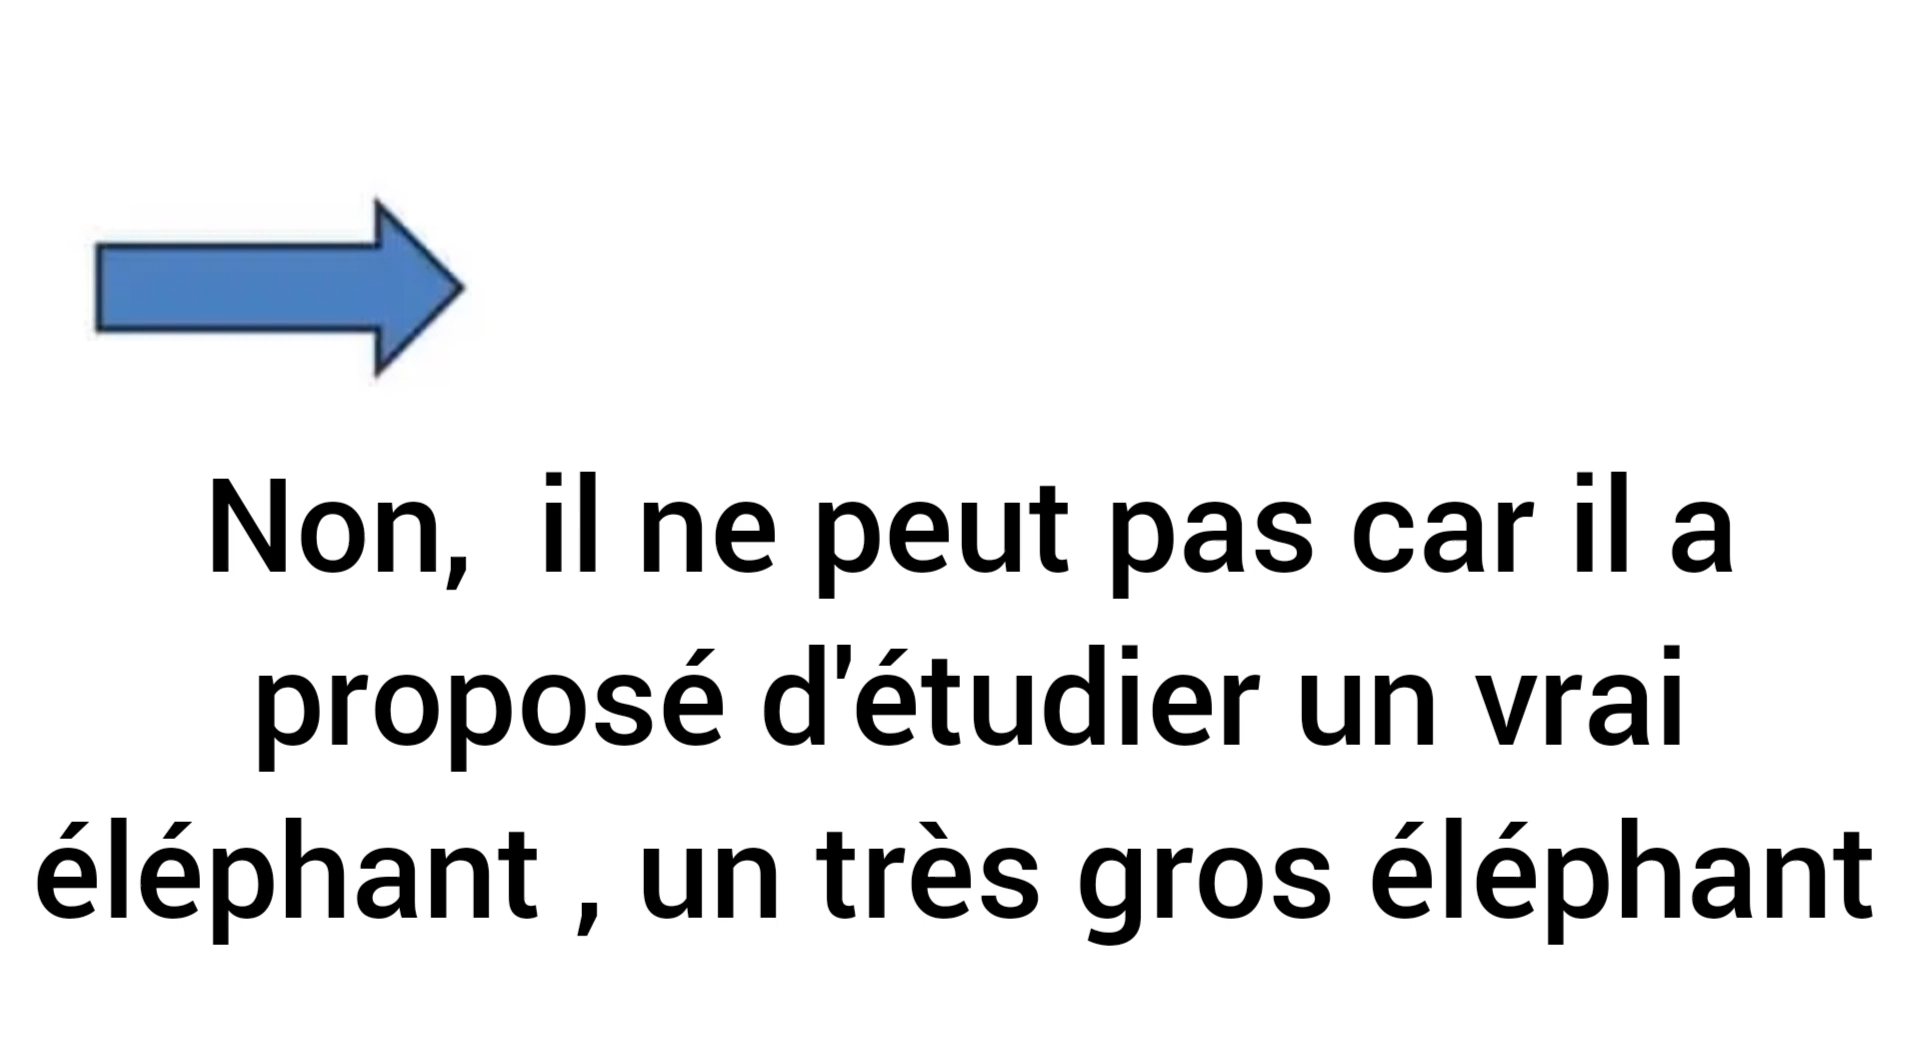 Non,  il ne peut pas car il a
proposé d'étudier un vrai
éléphant , un très gros éléphant